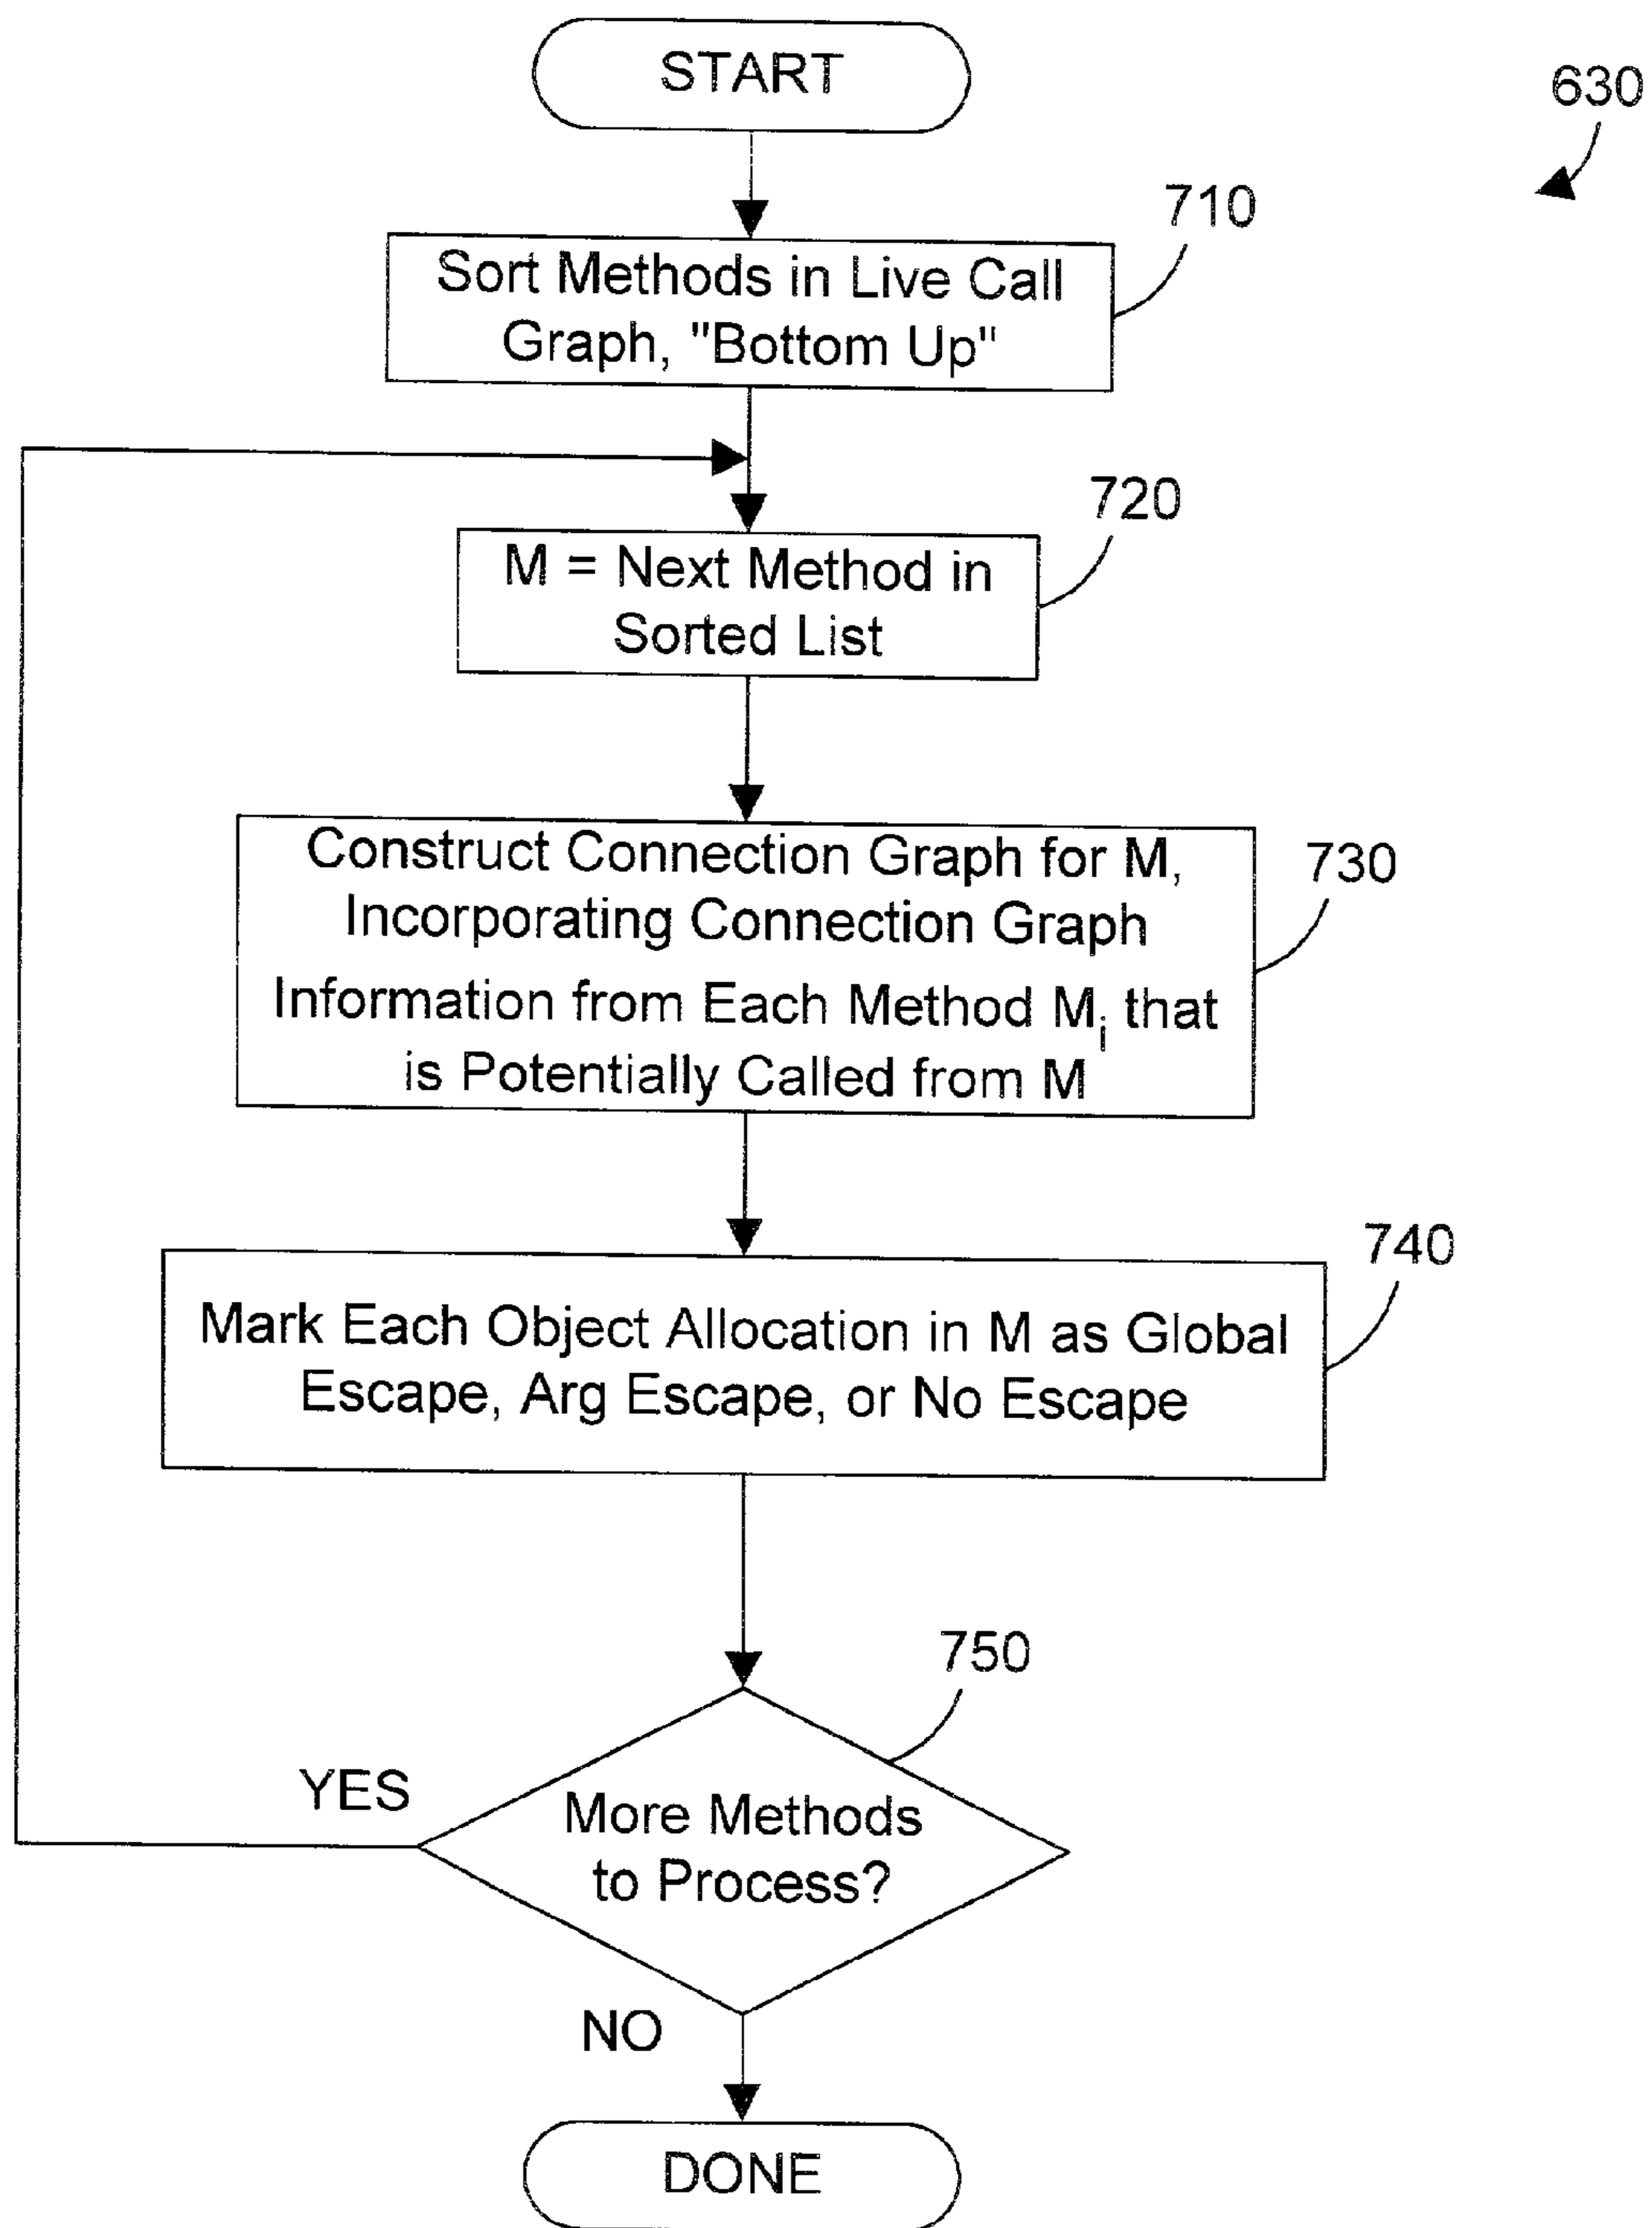 START
630
710
Sort Methods in Live Call
Graph, "Bottom Up"
720
M = Next Method in
Sorted List
730
Construct Connection Graph for M,
Incorporating Connection Graph
Information from Each Method Mi that
is Potentially Called from M
740
Mark Each Object Allocation in M as Global
Escape, Arg Escape, or No Escape
750
YES
More Methods
to Process?
NO
DONE